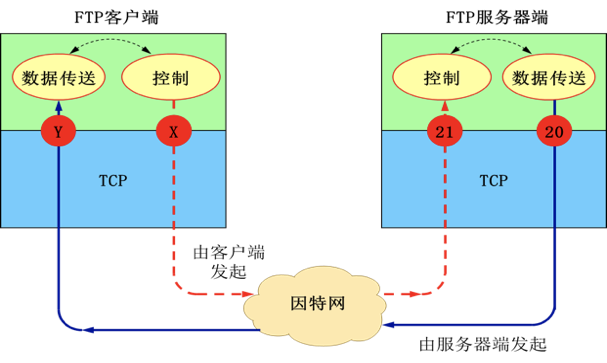 FTP客户端
FTP服务器端
数据传送
控制
控制
数据传送
Y
X
21
20
TCP
TCP
由客户端
发起
因特网
由服务器端发起